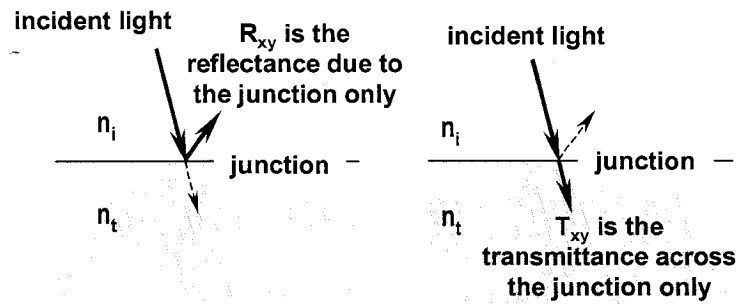 incident light
R_xy is the
reflectance due to
the junction only
n_i
junction
n_t
incident light
n_i
junction
n_t
T_xy is the
transmittance across
the junction only